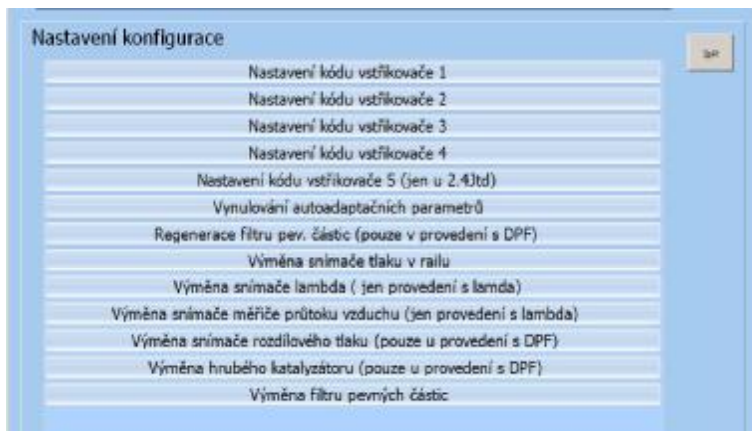 Nastavení konfigurace
Nastavení kódu vstřikovače 1
Nastavení kódu vstřikovače 2
Nastavení kódu vstřikovače 3
Nastavení kódu vstřikovače 4
Nastavení kódu vstřikovače 5 (jen u 2.4Jtd)
Vynulování autoadaptačních parametrů
Regenerace filtru pev. částic (pouze v provedení s DPF)
Výměna snímače tlaku v railu
Výměna snímače lambda ( jen provedení s lamda)
Výměna snímače měřiče průtoku vzduchu (jen provedení s lambda)
Výměna snímače rozdílového tlaku (pouze u provedení s DPF)
Výměna hrubého katalyzátoru (pouze u provedení s DPF)
Výměna filtru pevných částic